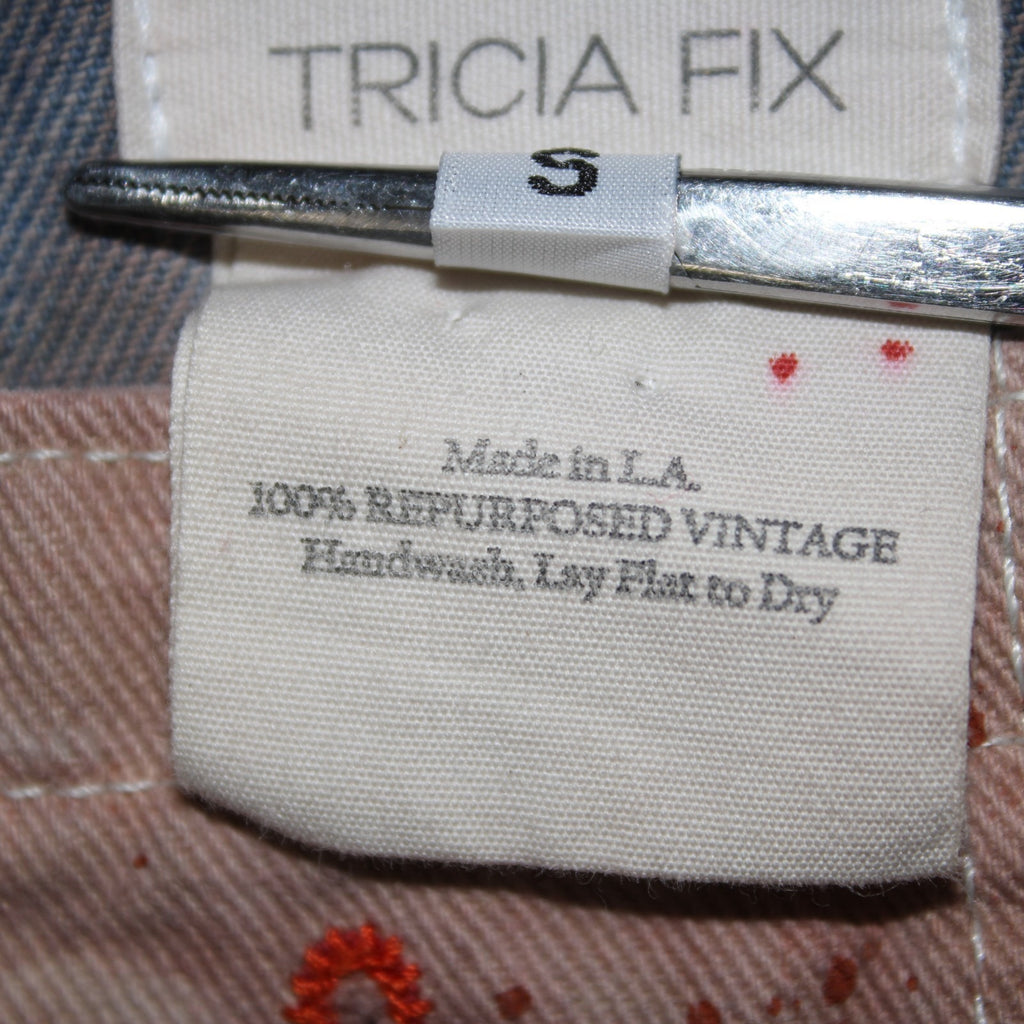 TRICIA FIX
S
Made in L.A.
100% REPURPOSED VINTAGE
Handwash, Lay Flat to Dry